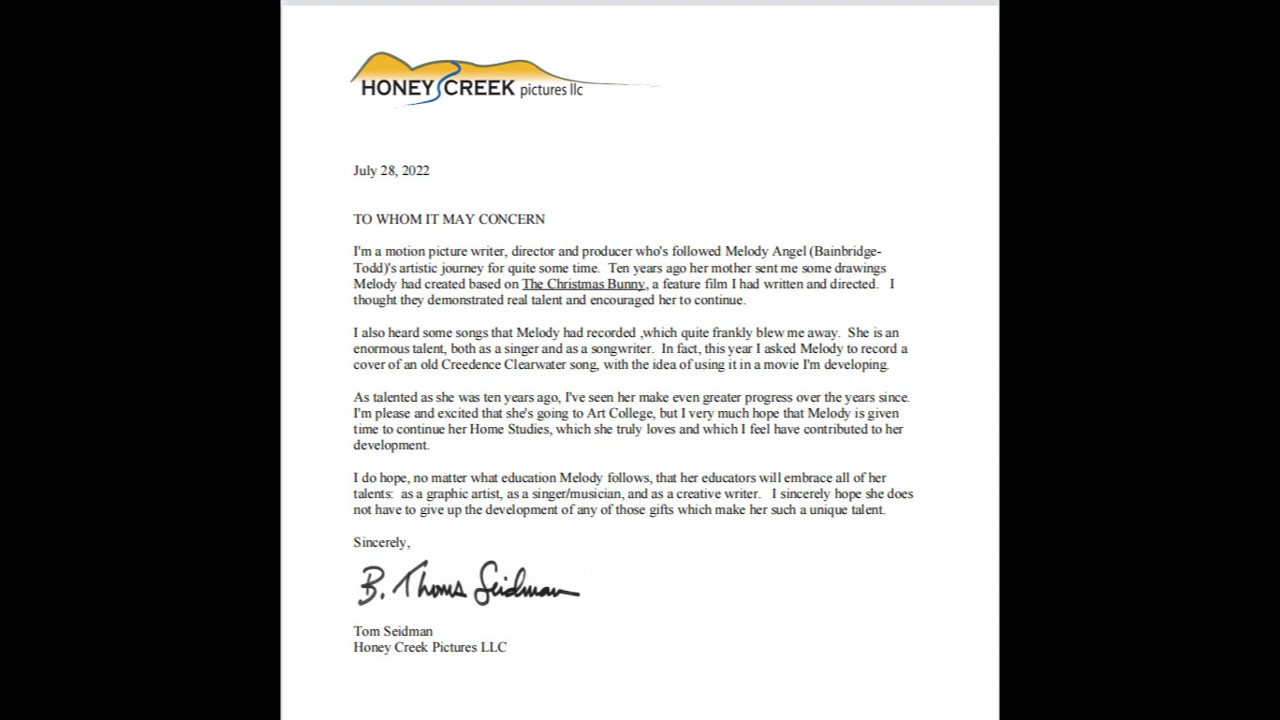 HONEY CREEK pictures llc
July 28, 2022
TO WHOM IT MAY CONCERN
I'm a motion picture writer, director and producer who's followed Melody Angel (Bainbridge-
Todd)'s artistic journey for quite some time.  Ten years ago her mother sent me some drawings
Melody had created based on The Christmas Bunny, a feature film I had written and directed.   I
thought they demonstrated real talent and encouraged her to continue.
I also heard some songs that Melody had recorded ,which quite frankly blew me away.  She is an
enormous talent, both as a singer and as a songwriter.  In fact, this year I asked Melody to record a
cover of an old Creedence Clearwater song, with the idea of using it in a movie I'm developing.
As talented as she was ten years ago, I've seen her make even greater progress over the years since.
I'm please and excited that she's going to Art College, but I very much hope that Melody is given
time to continue her Home Studies, which she truly loves and which I feel have contributed to her
development.
I do hope, no matter what education Melody follows, that her educators will embrace all of her
talents:  as a graphic artist, as a singer/musician, and as a creative writer.   I sincerely hope she does
not have to give up the development of any of those gifts which make her such a unique talent.
Sincerely,
B. Thoms Seidman
Tom Seidman
Honey Creek Pictures LLC